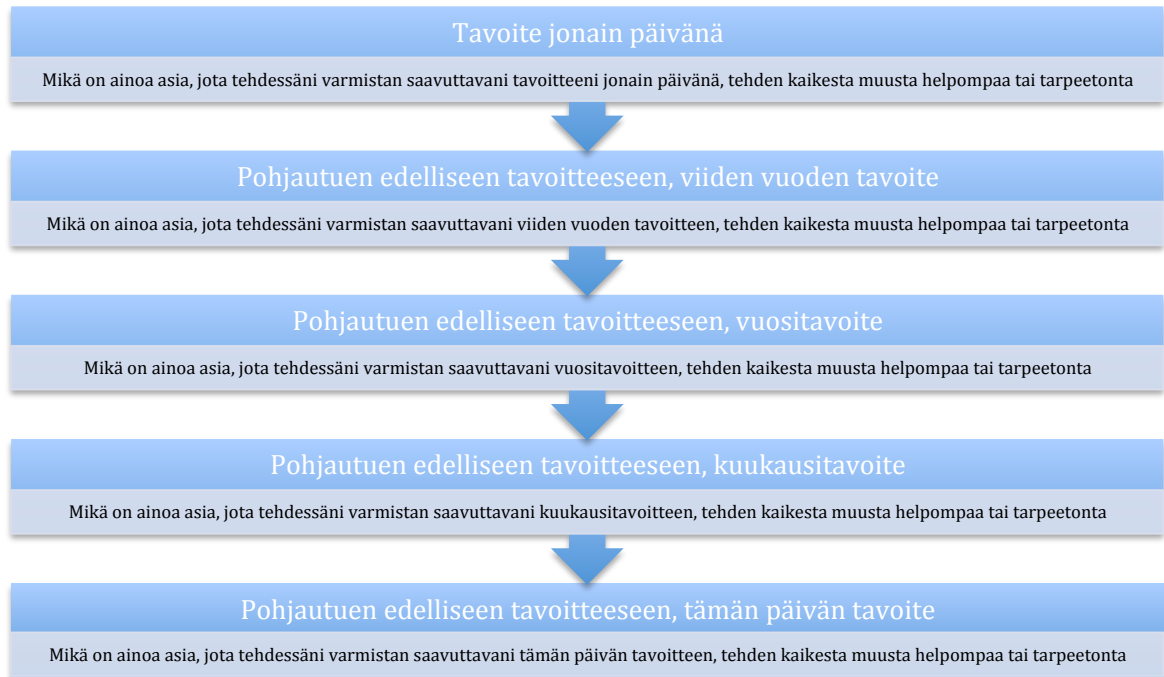 Tavoite jonain päivänä
Mikä on ainoa asia, jota tehdessäni varmistan saavuttavani tavoitteeni jonain päivänä, tehden kaikesta muusta helpompaa tai tarpeetonta
Pohjautuen edelliseen tavoitteeseen, viiden vuoden tavoite
Mikä on ainoa asia, jota tehdessäni varmistan saavuttavani viiden vuoden tavoitteen, tehden kaikesta muusta helpompaa tai tarpeetonta
Pohjautuen edelliseen tavoitteeseen, vuositavoite
Mikä on ainoa asia, jota tehdessäni varmistan saavuttavani vuositavoitteen, tehden kaikesta muusta helpompaa tai tarpeetonta
Pohjautuen edelliseen tavoitteeseen, kuukausitavoite
Mikä on ainoa asia, jota tehdessäni varmistan saavuttavani kuukausitavoitteen, tehden kaikesta muusta helpompaa tai tarpeetonta
Pohjautuen edelliseen tavoitteeseen, tämän päivän tavoite
Mikä on ainoa asia, jota tehdessäni varmistan saavuttavani tämän päivän tavoitteen, tehden kaikesta muusta helpompaa tai tarpeetonta